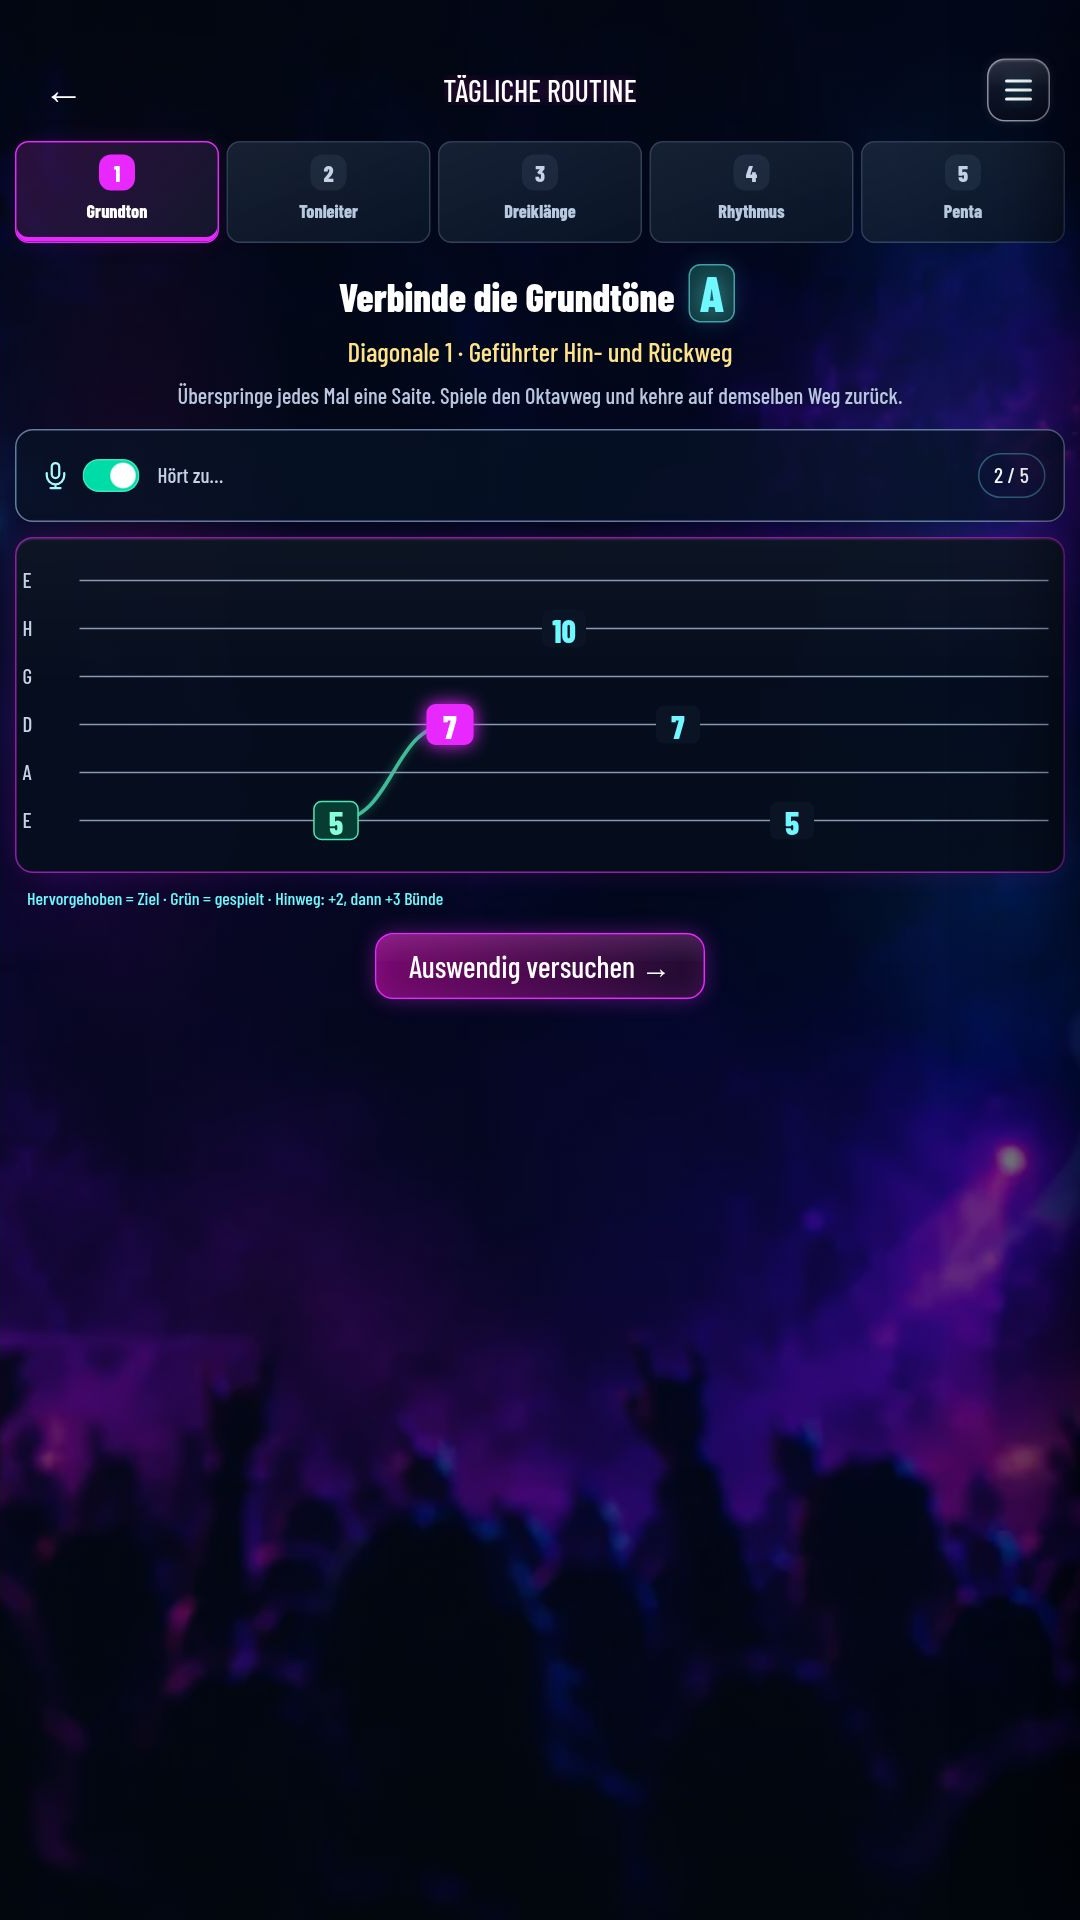 ←
TÄGLICHE ROUTINE
1
Grundton
2
Tonleiter
3
Dreiklänge
4
Rhythmus
5
Penta
Verbinde die Grundtöne A
Diagonale 1 · Geführter Hin- und Rückweg
Überspringe jedes Mal eine Saite. Spiele den Oktavweg und kehre auf demselben Weg zurück.
Hört zu... 2 / 5
E
H 10
G
D 7 7
A
E 5 5
Hervorgehoben = Ziel · Grün = gespielt · Hinweg: +2, dann +3 Bünde
Auswendig versuchen →